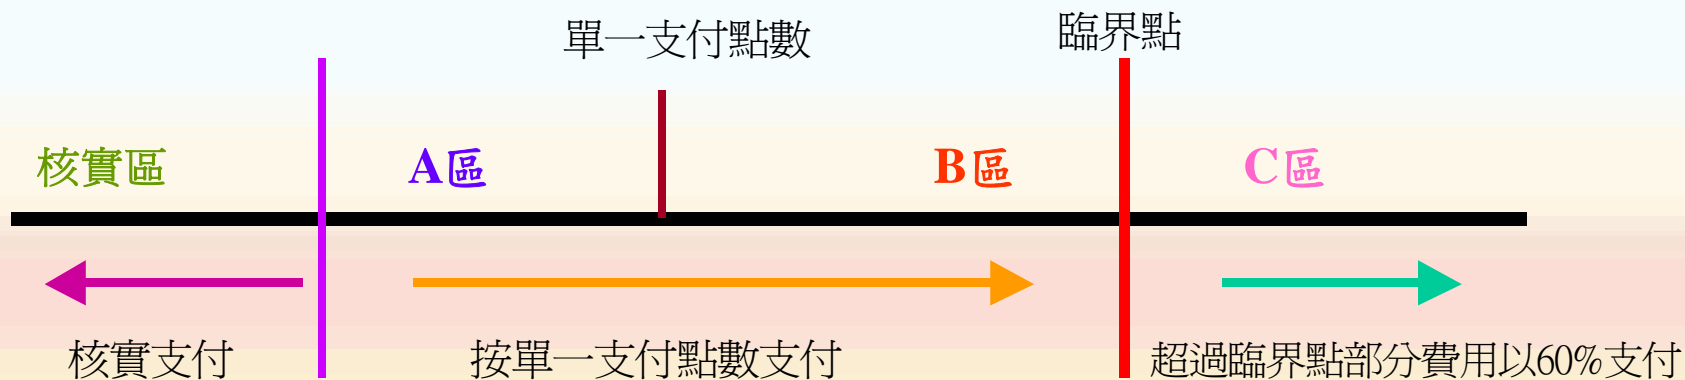 單一支付點數
臨界點
核實區
A區
B區
C區
核實支付
按單一支付點數支付
超過臨界點部分費用以60%支付